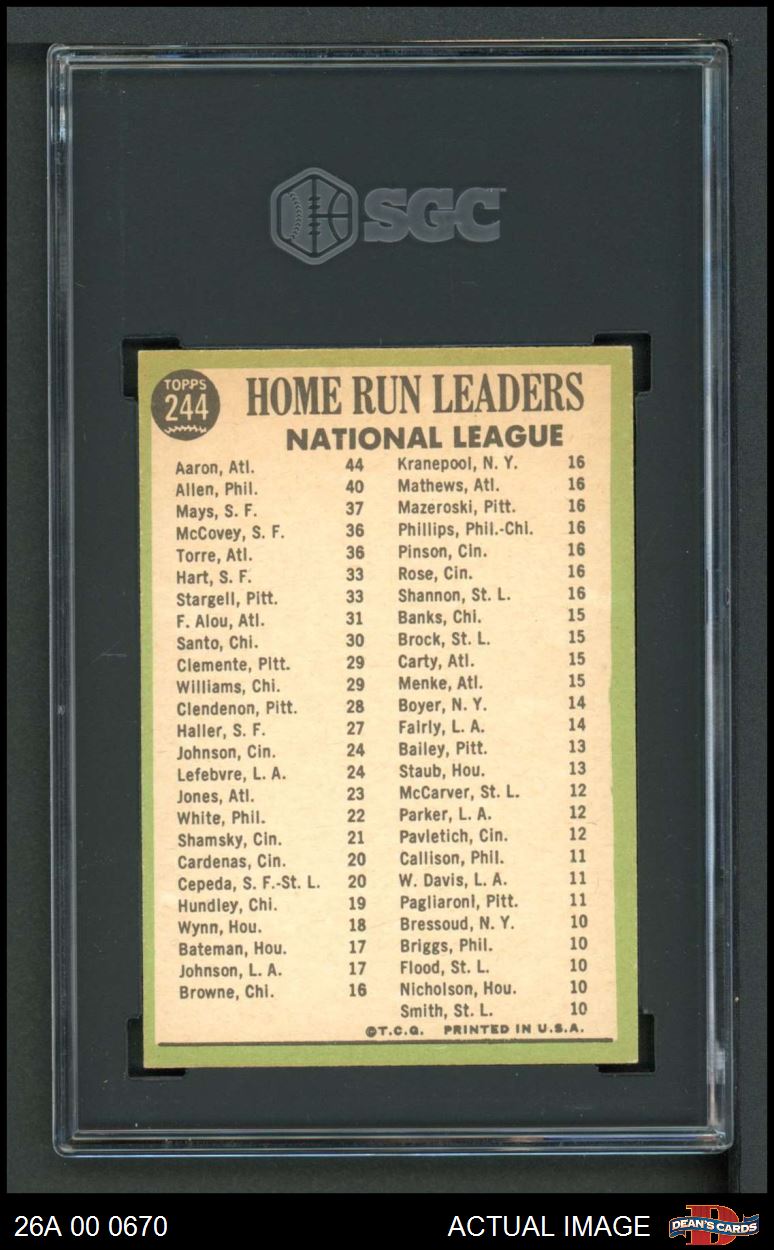 SGC
TOPPS
244
HOME RUN LEADERS
NATIONAL LEAGUE
Aaron, Atl. 44
Allen, Phil. 40
Mays, S. F. 37
McCovey, S. F. 36
Torre, Atl. 36
Hart, S. F. 33
Stargell, Pitt. 33
F. Alou, Atl. 31
Santo, Chi. 30
Clemente, Pitt. 29
Williams, Chi. 29
Clendenon, Pitt. 28
Haller, S. F. 27
Johnson, Cin. 24
Lefebvre, L. A. 24
Jones, Atl. 23
White, Phil. 22
Shamsky, Cin. 21
Cardenas, Cin. 20
Cepeda, S. F.-St. L. 20
Hundley, Chi. 19
Wynn, Hou. 18
Bateman, Hou. 17
Johnson, L. A. 17
Browne, Chi. 16
Kranepool, N. Y. 16
Mathews, Atl. 16
Mazeroski, Pitt. 16
Phillips, Phil.-Chi. 16
Pinson, Cin. 16
Rose, Cin. 16
Shannon, St. L. 16
Banks, Chi. 15
Brock, St. L. 15
Carty, Atl. 15
Menke, Atl. 15
Boyer, N. Y. 14
Fairly, L. A. 14
Bailey, Pitt. 13
Staub, Hou. 13
McCarver, St. L. 12
Parker, L. A. 12
Pavletich, Cin. 12
Callison, Phil. 11
W. Davis, L. A. 11
Pagliaroni, Pitt. 11
Bressoud, N. Y. 10
Briggs, Phil. 10
Flood, St. L. 10
Nicholson, Hou. 10
Smith, St. L. 10
©T.C.G. PRINTED IN U.S.A.
26A 00 0670 ACTUAL IMAGE DEAN'S CARDS